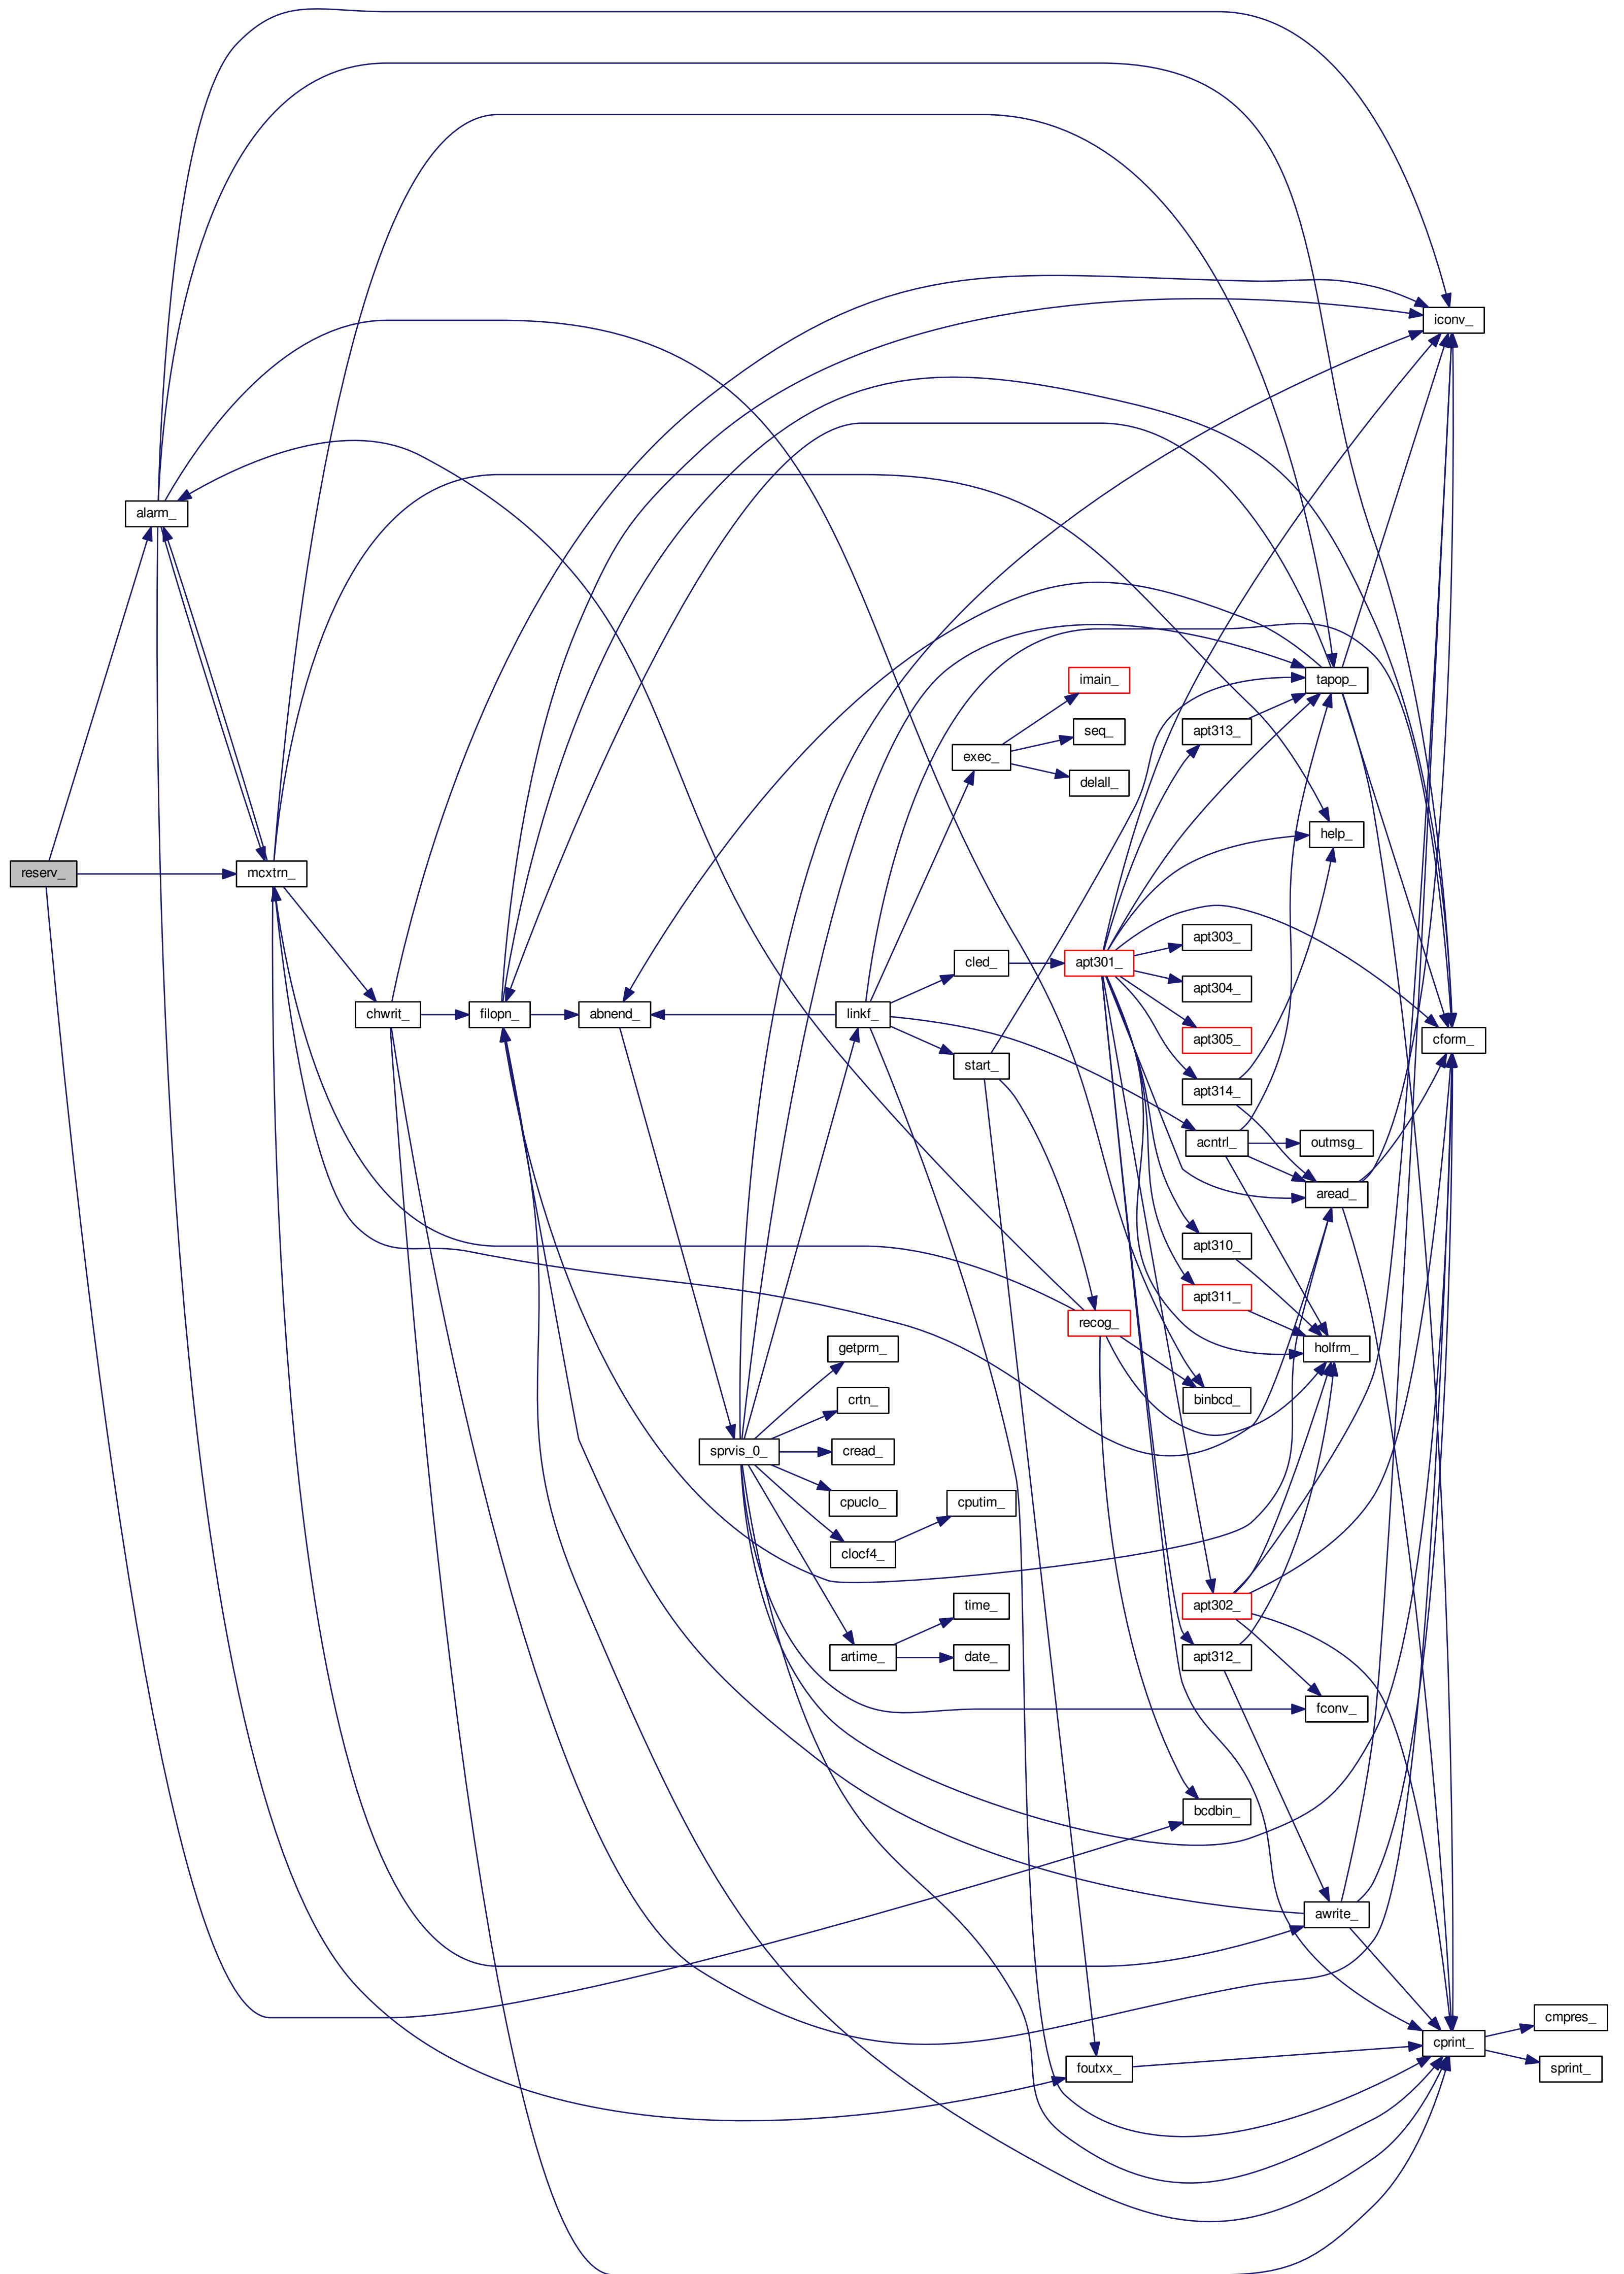 reserv_
alarm_
mcxtrn_
chwrit_
filopn_
abnend_
sprvis_0_
getprm_
crtn_
cread_
cpuclo_
clocf4_
artime_
linkf_
exec_
cled_
start_
cputim_
time_
date_
imain_
seq_
delall_
apt301_
recog_
foutxx_
apt313_
apt303_
apt304_
apt305_
apt314_
acntrl_
apt310_
apt311_
binbcd_
apt302_
apt312_
bcdbin_
tapop_
help_
outmsg_
aread_
holfrm_
fconv_
awrite_
iconv_
cform_
cprint_
cmpres_
sprint_